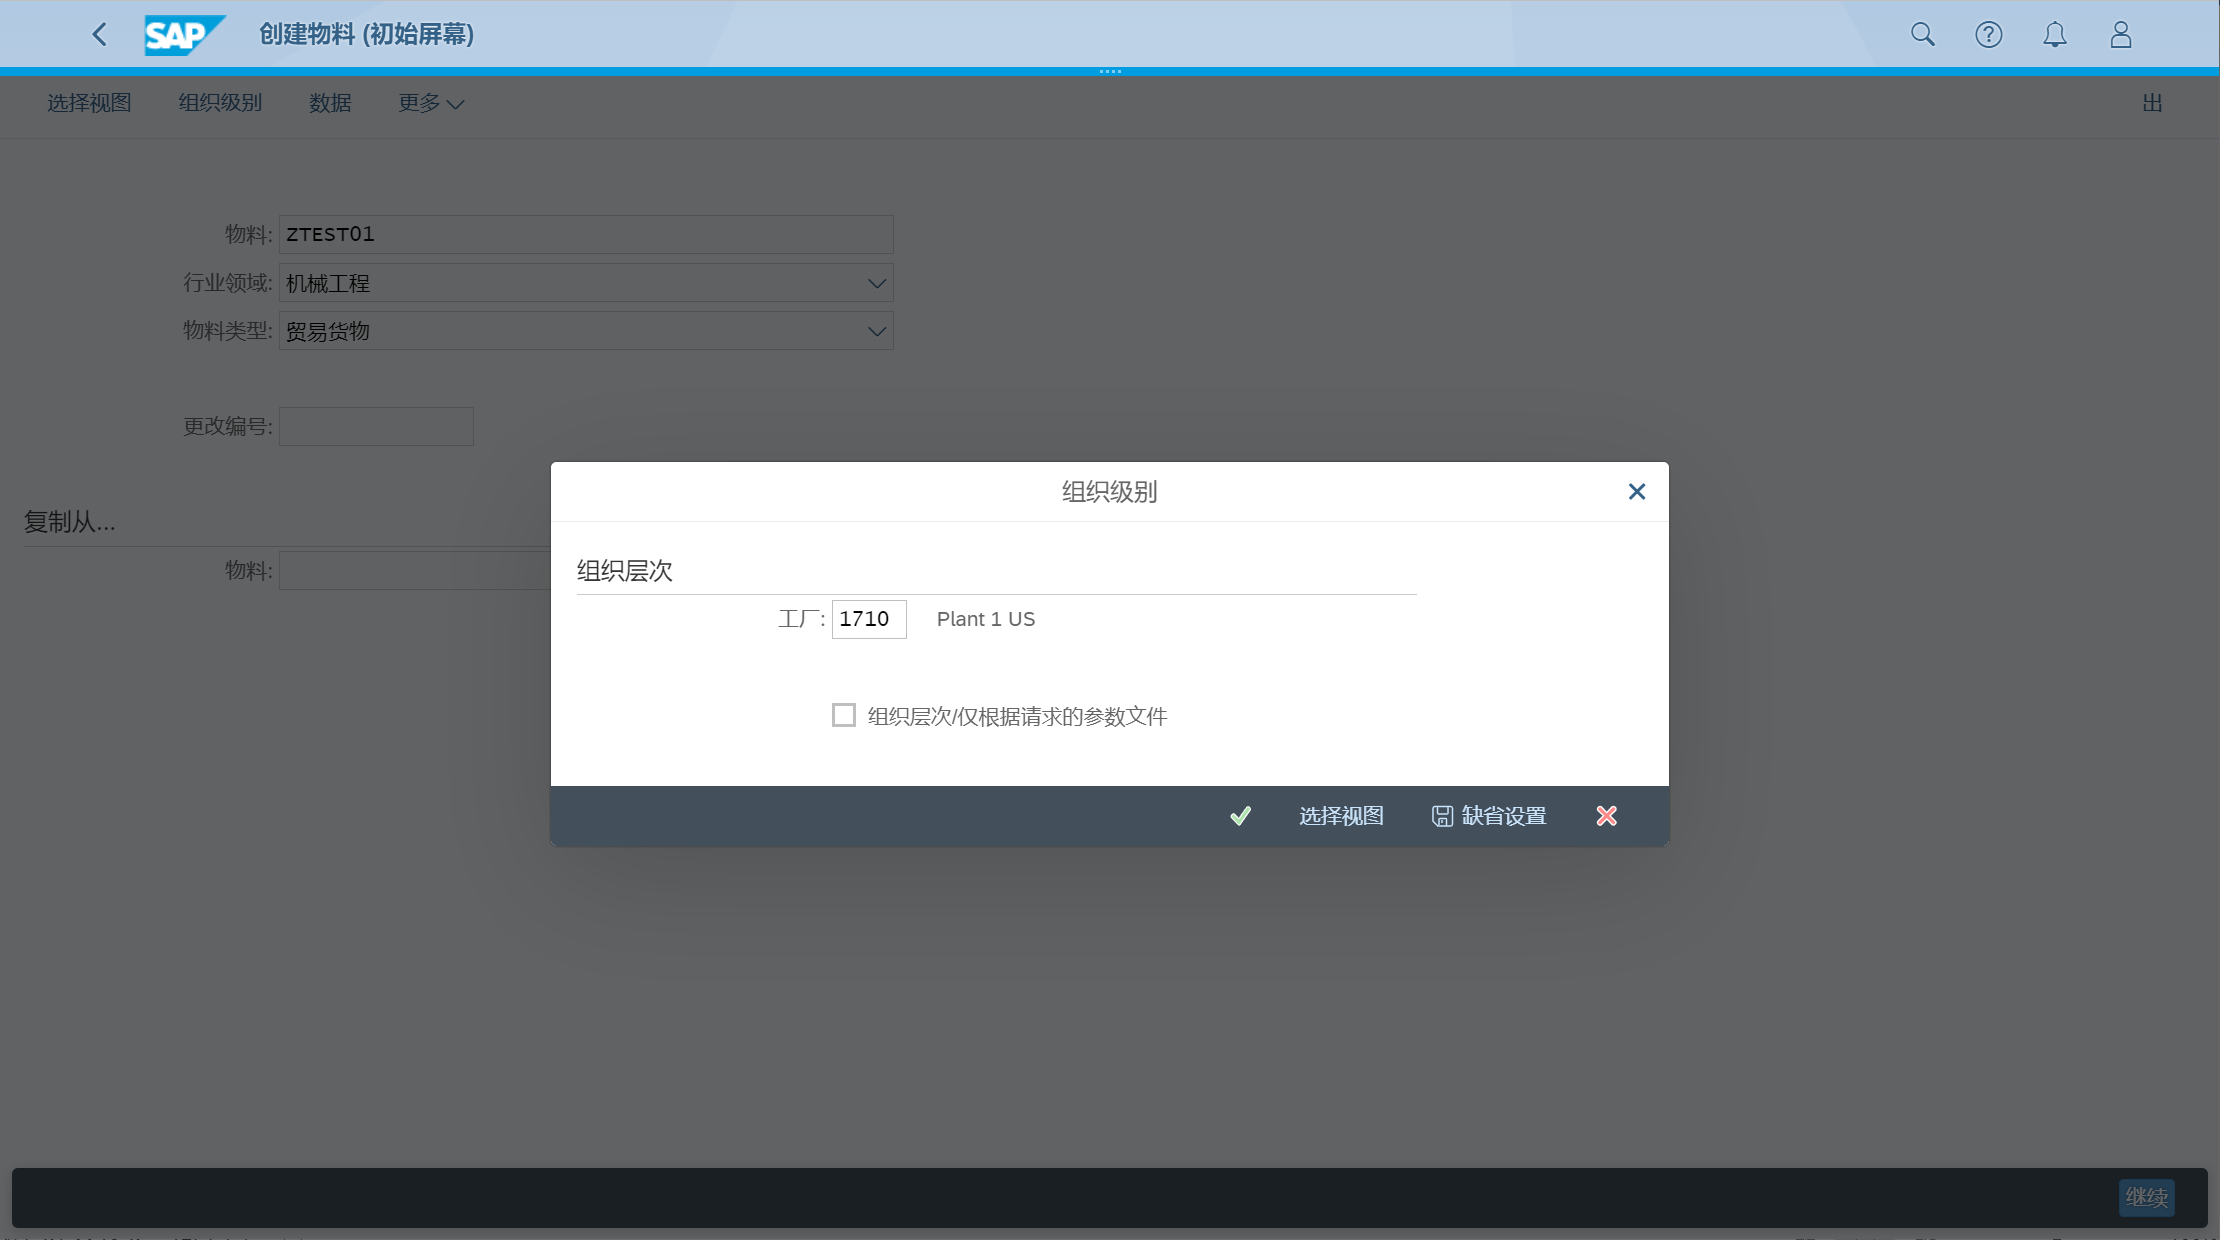 SAP 创建物料 (初始屏幕)
选择视图 组织级别 数据 更多 出
物料: ZTEST01
行业领域: 机械工程
物料类型: 贸易货物
更改编号:
复制从...
物料:
组织级别
组织层次
工厂: 1710 Plant 1 US
组织层次/仅根据请求的参数文件
选择视图 缺省设置
继续